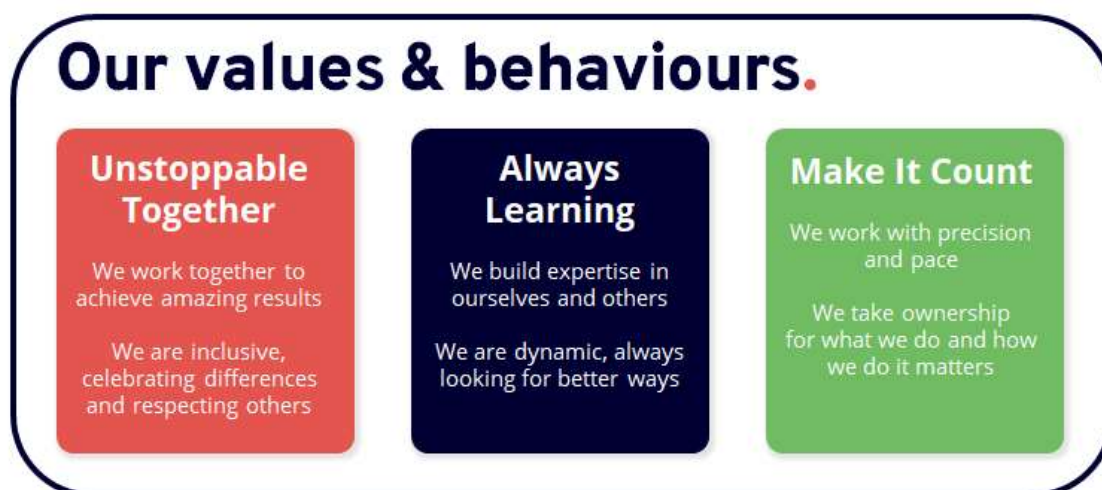 Our values & behaviours.
Unstoppable
Together
We work together to
achieve amazing results
We are inclusive,
celebrating differences
and respecting others
Always
Learning
We build expertise in
ourselves and others
We are dynamic, always
looking for better ways
Make It Count
We work with precision
and pace
We take ownership
for what we do and how
we do it matters